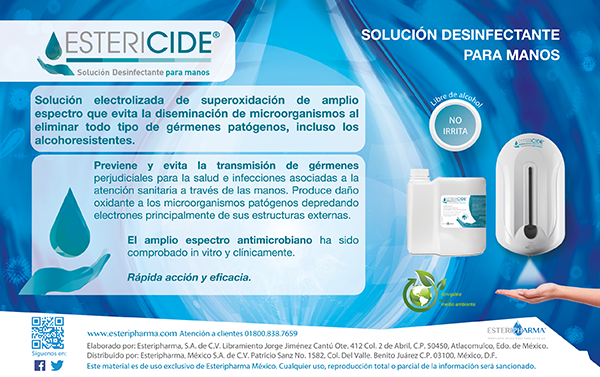 ESTERICIDE®
Solución Desinfectante para manos
SOLUCIÓN DESINFECTANTE
PARA MANOS
Solución electrolizada de superoxidación de amplio
espectro que evita la diseminación de microorganismos al
eliminar todo tipo de gérmenes patógenos, incluso los
alcoholresistentes.
Libre de alcohol
NO
IRRITA
Previene y evita la transmisión de gérmenes
perjudiciales para la salud e infecciones asociadas a la
atención sanitaria a través de las manos. Produce daño
oxidante a los microorganismos patógenos depredando
electrones principalmente de sus estructuras externas.
El amplio espectro antimicrobiano ha sido
comprobado in vitro y clínicamente.
Rápida acción y eficacia.
ESTERICIDE
ESTERICIDE
Amigable
medio ambiente
www.esteripharma.com Atención a clientes 01800.838.7659
ESTERIPHARMA
Elaborado por: Esteripharma, S.A. de C.V. Libramiento Jorge Jiménez Cantú Ote. 412 Col. 2 de Abril, C.P. 50450, Atlacomulco, Edo. de México.
Síguenos en:
Distribuido por: Esteripharma, México S.A. de C.V. Patricio Sanz No. 1582, Col. Del Valle. Benito Juárez C.P. 03100, México, D.F.
Este material es de uso exclusivo de Esteripharma México. Cualquier uso, reproducción total o parcial de la información será sancionado.